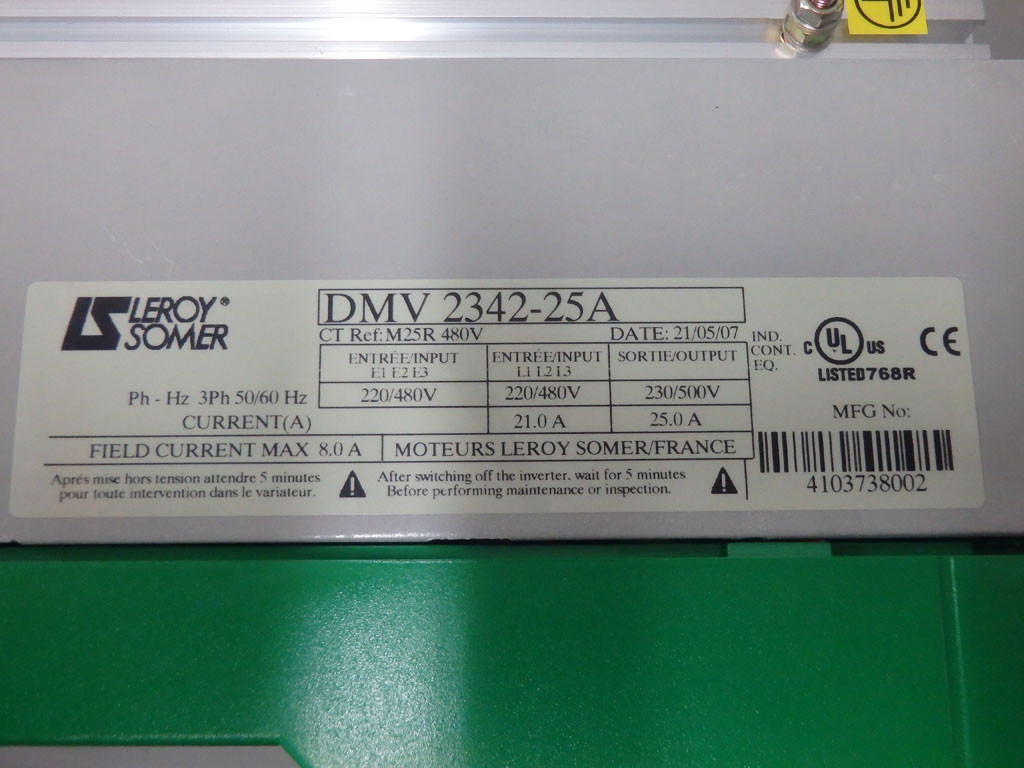 LEROY®
SOMER
DMV 2342-25A
CT Ref: M25R 480V DATE: 21/05/07
ENTRÉE/INPUT ENTRÉE/INPUT SORTIE/OUTPUT
E1 E2 E3 L1 L2 L3
Ph - Hz 3Ph 50/60 Hz 220/480V 220/480V 230/500V
CURRENT(A) 21.0 A 25.0 A
FIELD CURRENT MAX 8.0 A MOTEURS LEROY SOMER/FRANCE
Aprés mise hors tension attendre 5 minutes
pour toute intervention dans le variateur.
After switching off the inverter. wait for 5 minutes
Before performing maintenance or inspection.
IND.
CONT.
EQ.
C UL US CE
LISTED 768R
MFG No:
4103738002